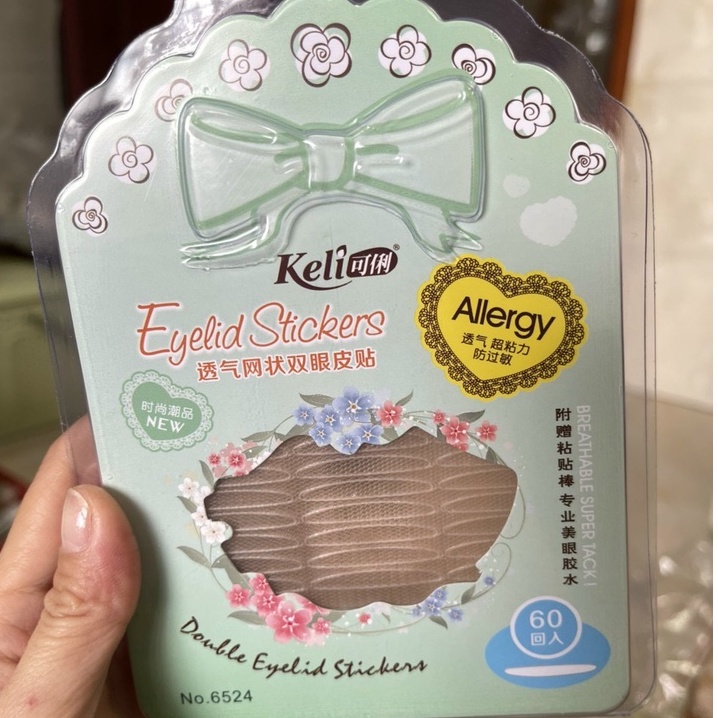 Keli可俐®
Eyelid Stickers
透气网状双眼皮贴
Allergy
透气 超粘力
防过敏
时尚潮品
NEW
附赠粘贴棒 专业美眼胶水
BREATHABLE SUPER TACK!
60
回入
Double Eyelid Stickers
No.6524